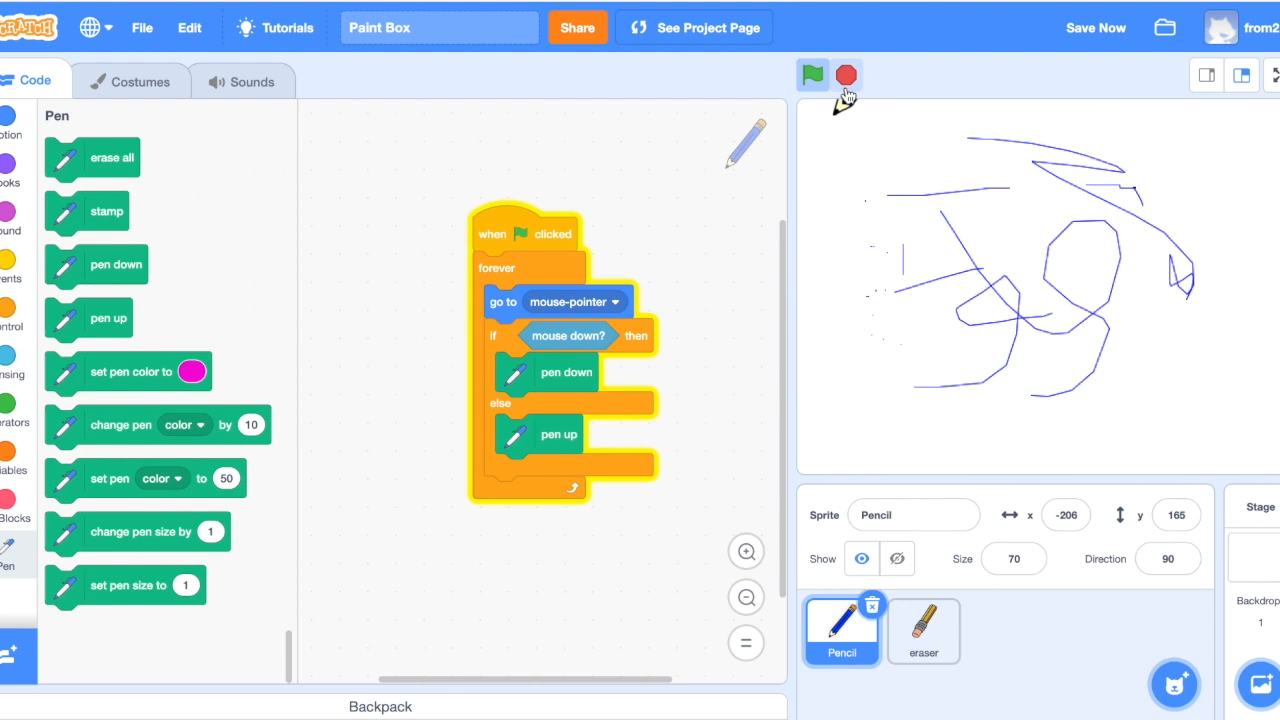 SCRATCH
File
Edit
Tutorials
Paint Box
Share
See Project Page
Save Now
from2
Code
Costumes
Sounds
otion
ooks
ound
vents
ontrol
nsing
erators
iables
Blocks
Pen
Pen
erase all
stamp
pen down
pen up
set pen color to
change pen color by 10
set pen color to 50
change pen size by 1
set pen size to 1
when clicked
forever
go to mouse-pointer
if mouse down? then
pen down
else
pen up
Backpack
Sprite Pencil x -206 y 165
Show Size 70 Direction 90
Pencil
eraser
Stage
Backdrop
1